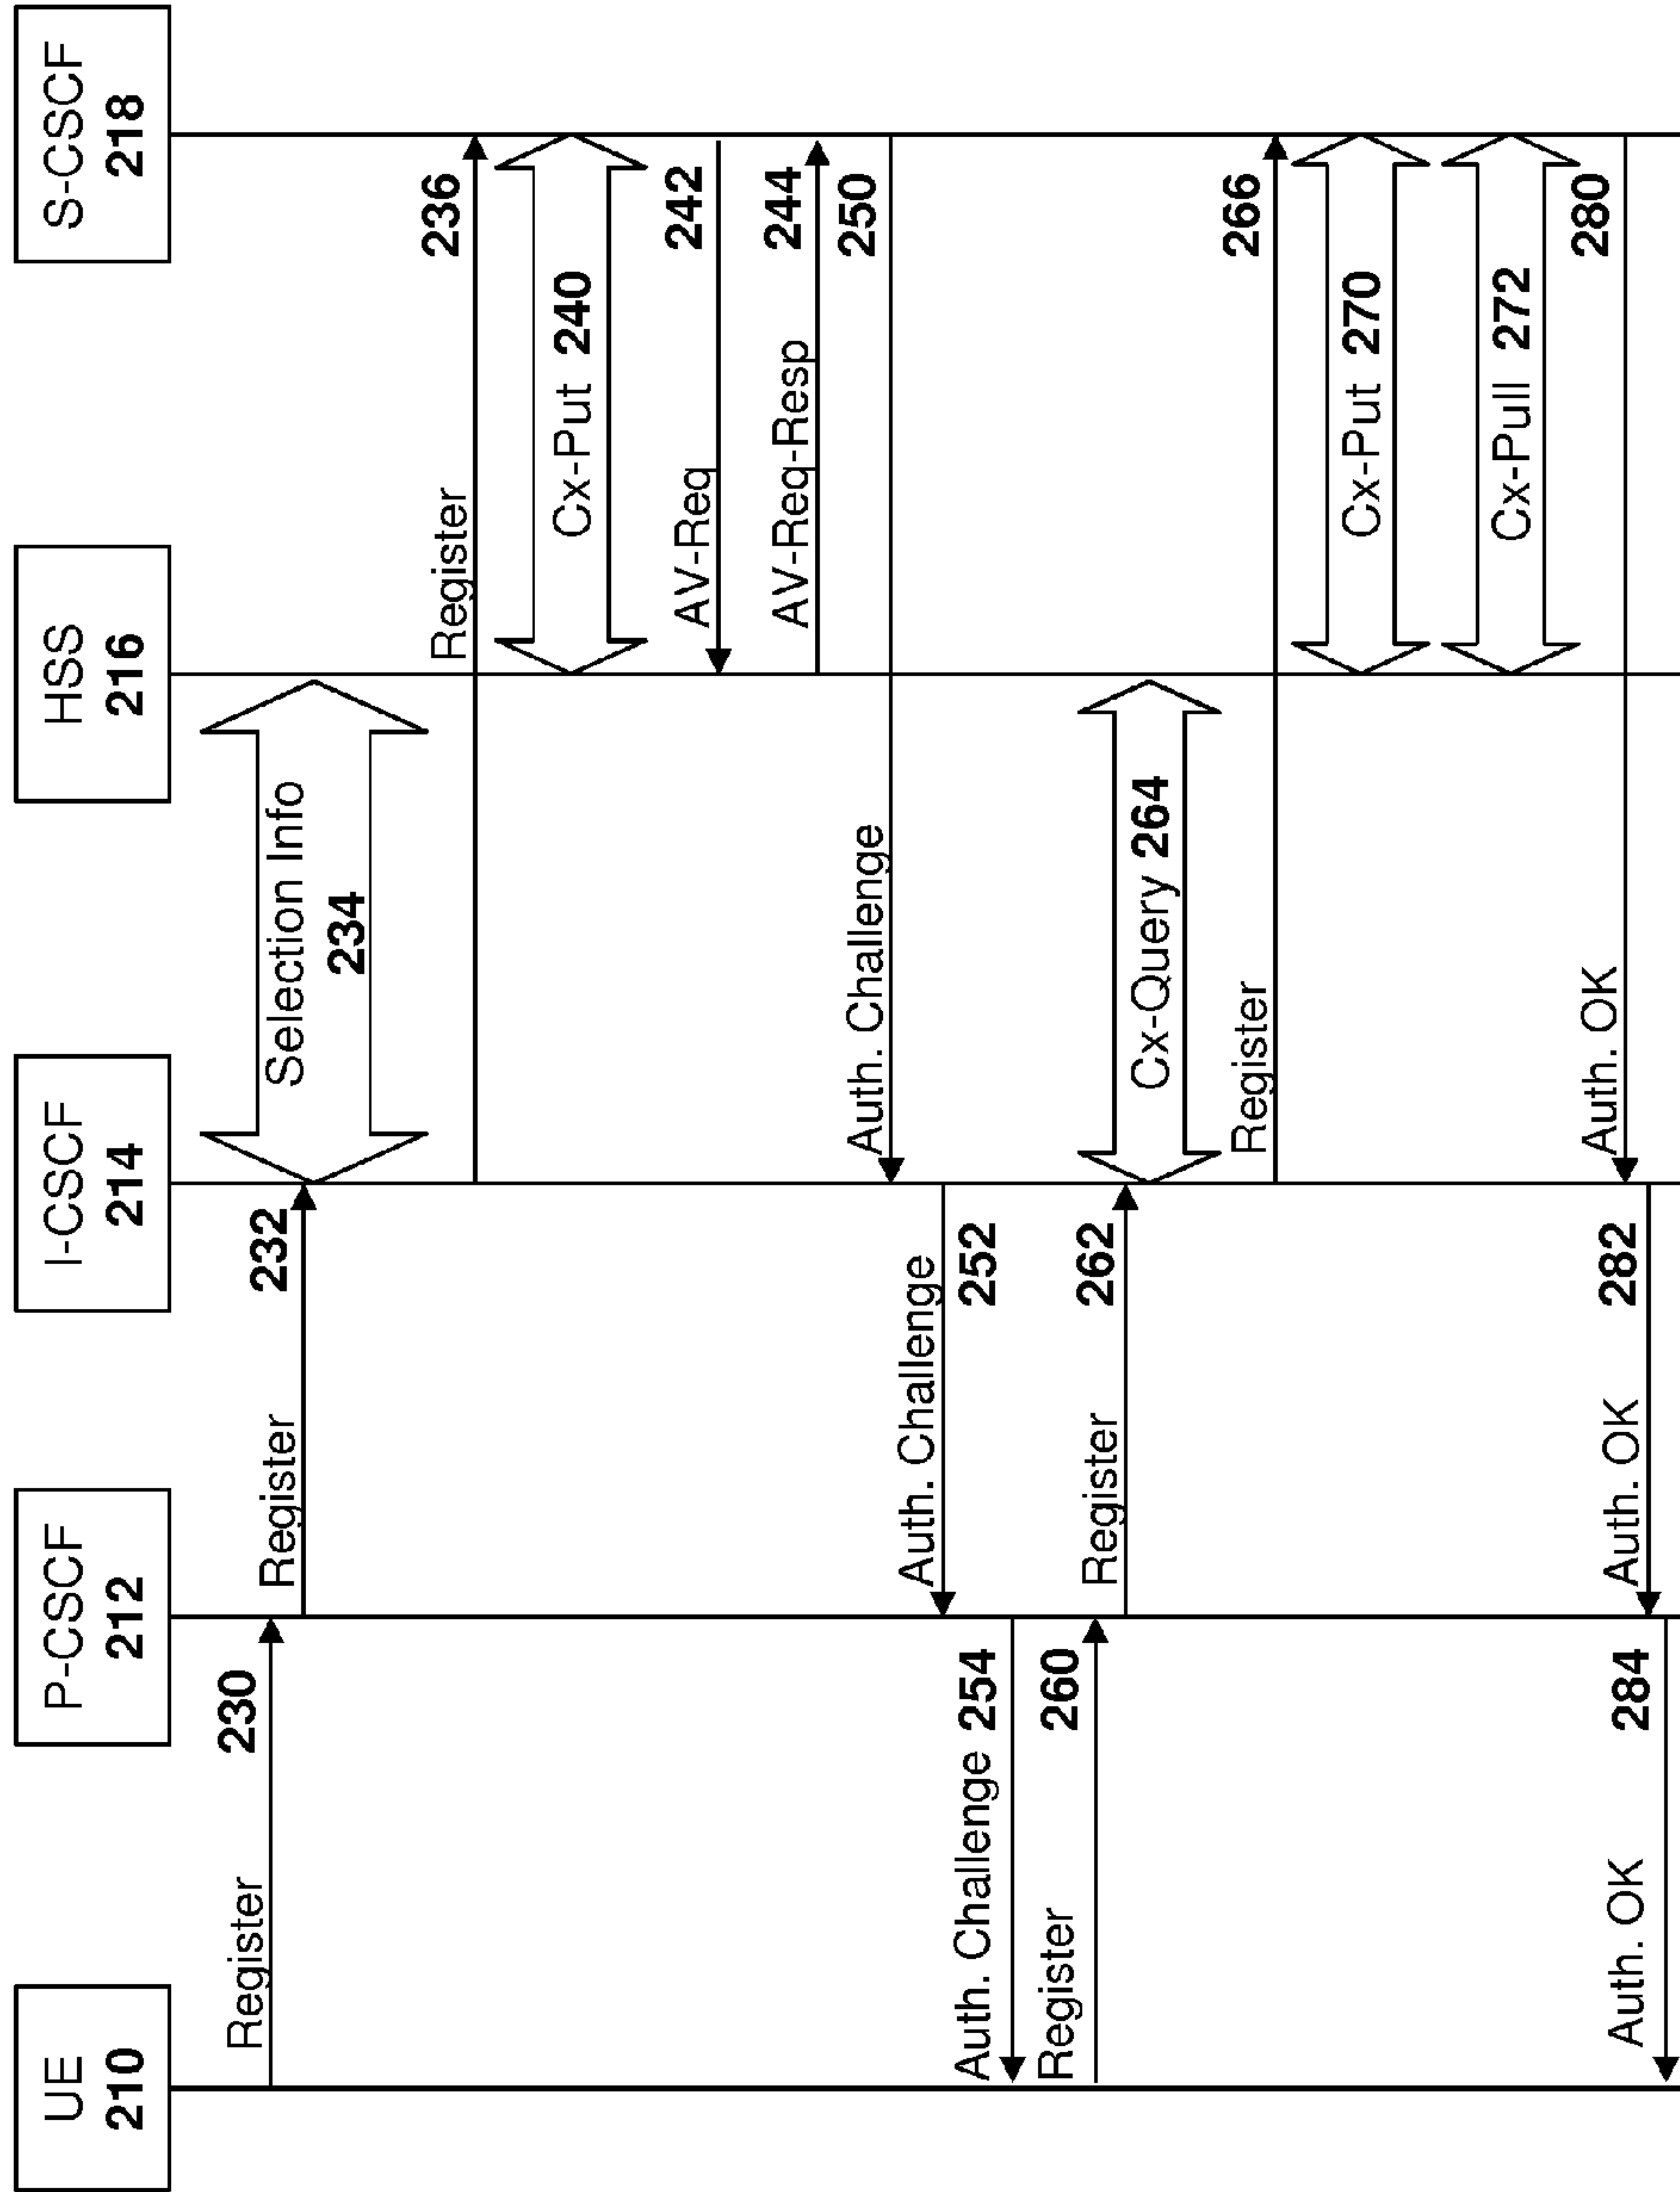 UE
210
P-CSCF
212
I-CSCF
214
HSS
216
S-CSCF
218
Register
230
Register
232
Selection Info
234
Register
236
Cx-Put 240
AV-Req
242
AV-Req-Resp
244
Auth. Challenge
250
Auth. Challenge
252
Auth. Challenge 254
Register
260
Register
262
Cx-Query 264
Register
266
Cx-Put 270
Cx-Pull 272
Auth. OK
280
Auth. OK
282
Auth. OK
284